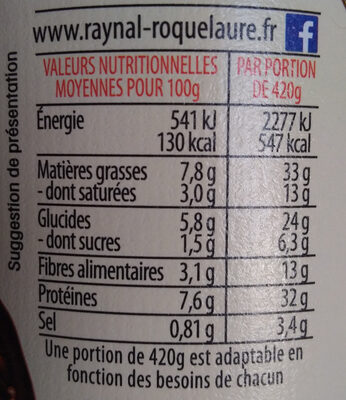 www.raynal-roquelaure.fr f
VALEURS NUTRITIONNELLES PAR PORTION
MOYENNES POUR 100g DE 420g
Énergie 541 kJ 2277 kJ
130 kcal 547 kcal
Matières grasses 7,8 g 33 g
- dont saturées 3,0 g 13 g
Glucides 5,8 g 24 g
- dont sucres 1,5 g 6,3 g
Fibres alimentaires 3,1 g 13 g
Protéines 7,6 g 32 g
Sel 0,81 g 3,4 g
Une portion de 420g est adaptable en
fonction des besoins de chacun
Suggestion de présentation